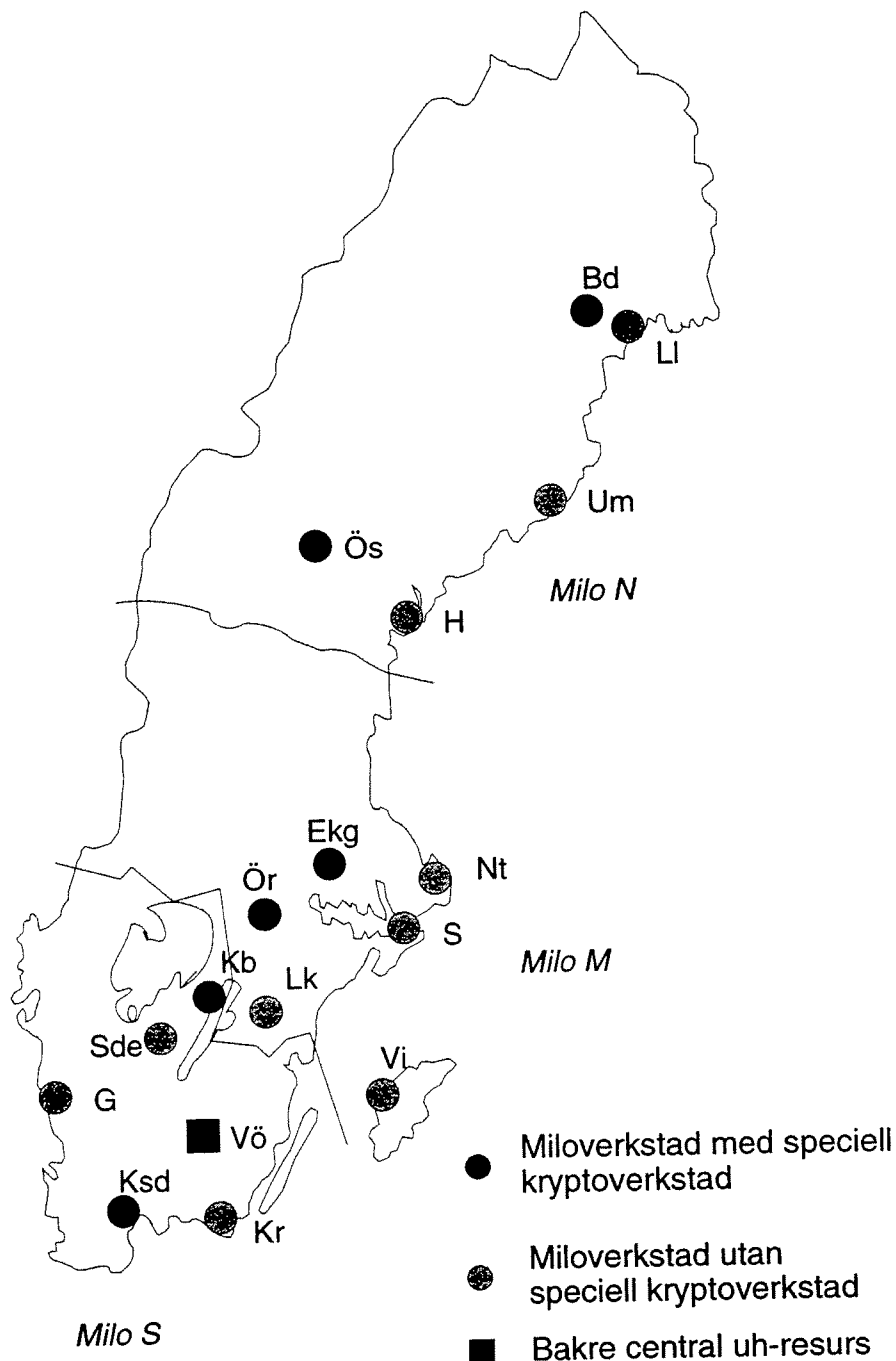 Bd
Ll
Um
Ös
Milo N
H
Ekg
Nt
Ör
S
Kb
Milo M
Lk
Sde
Vi
G
Vö
Miloverkstad med speciell
kryptoverkstad
Ksd
Kr
Miloverkstad utan
speciell kryptoverkstad
Milo S
Bakre central uh-resurs